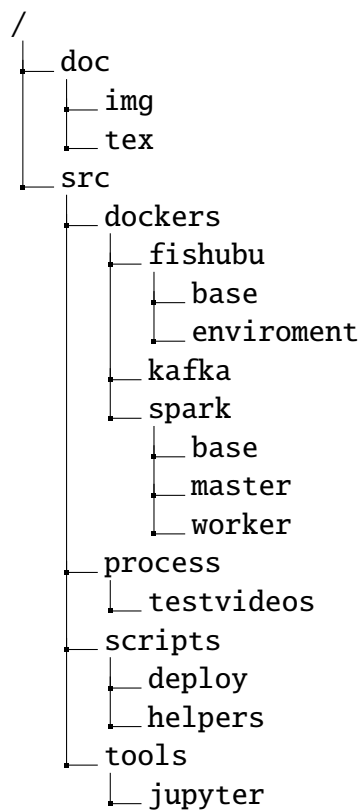 /
doc
img
tex
src
dockers
fishubu
base
enviroment
kafka
spark
base
master
worker
process
testvideos
scripts
deploy
helpers
tools
jupyter